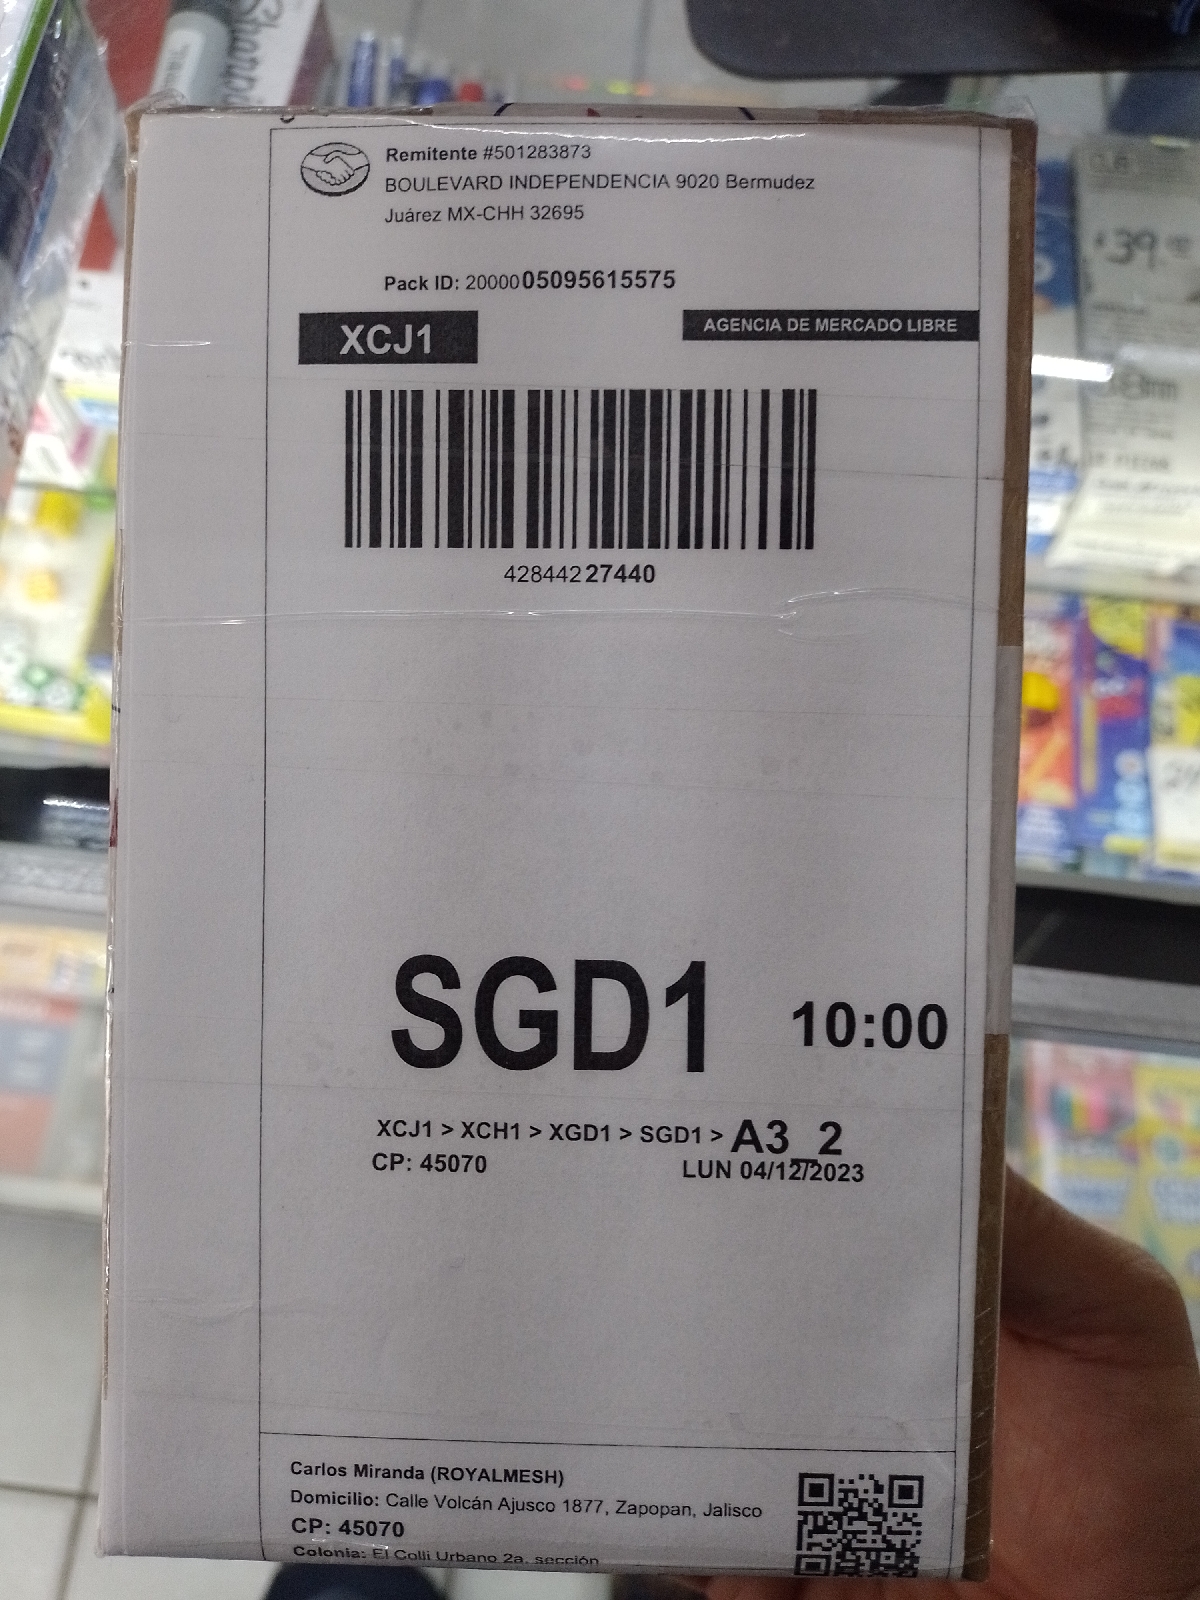 Sharpie
Remitente #501283873
BOULEVARD INDEPENDENCIA 9020 Bermudez
Juárez MX-CHH 32695
Pack ID: 2000005095615575
XCJ1
AGENCIA DE MERCADO LIBRE
42844227440
SGD1
10:00
XCJ1 > XCH1 > XGD1 > SGD1 > A3_2
CP: 45070
LUN 04/12/2023
Carlos Miranda (ROYALMESH)
Domicilio: Calle Volcán Ajusco 1877, Zapopan, Jalisco
CP: 45070
Colonia: El Colli Urbano 2a. sección
39